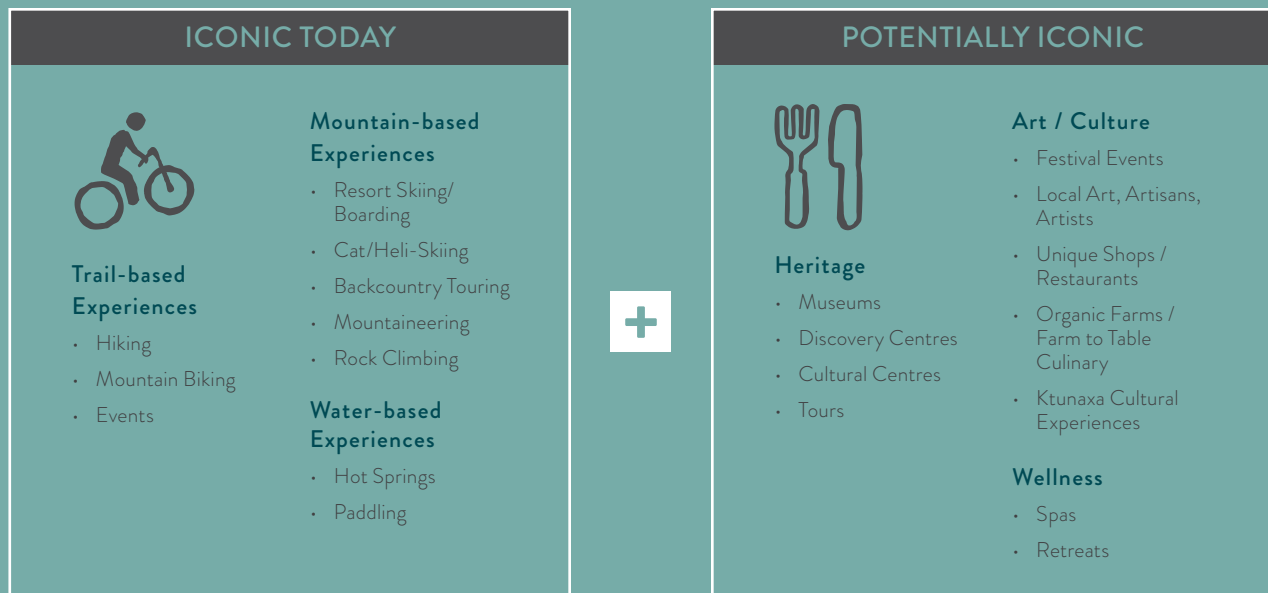 ICONIC TODAY
Trail-based
Experiences
• Hiking
• Mountain Biking
• Events
Mountain-based
Experiences
• Resort Skiing/
Boarding
• Cat/Heli-Skiing
• Backcountry Touring
• Mountaineering
• Rock Climbing
Water-based
Experiences
• Hot Springs
• Paddling
+
POTENTIALLY ICONIC
Heritage
• Museums
• Discovery Centres
• Cultural Centres
• Tours
Art / Culture
• Festival Events
• Local Art, Artisans,
Artists
• Unique Shops /
Restaurants
• Organic Farms /
Farm to Table
Culinary
• Ktunaxa Cultural
Experiences
Wellness
• Spas
• Retreats